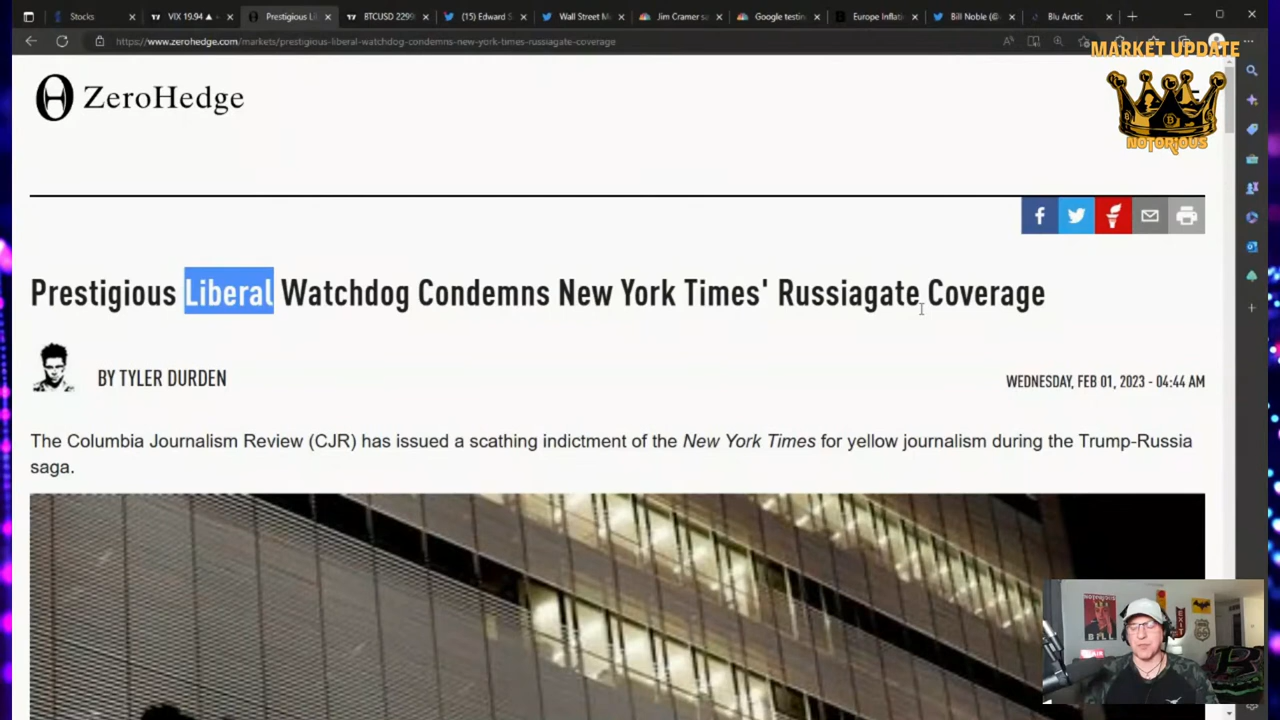 Stocks
VIX 19.94 ▲
Prestigious Li
BTCUSD 2299
(15) Edward S
Wall Street M
Jim Cramer sa
Google testin
Europe Inflati
Bill Noble (@
Blu Arctic
https://www.zerohedge.com/markets/prestigious-liberal-watchdog-condemns-new-york-times-russiagate-coverage
MARKET UPDATE
NOTORIOUS
ZeroHedge
Prestigious Liberal Watchdog Condemns New York Times' Russiagate Coverage
BY TYLER DURDEN
WEDNESDAY, FEB 01, 2023 - 04:44 AM
The Columbia Journalism Review (CJR) has issued a scathing indictment of the New York Times for yellow journalism during the Trump-Russia
saga.
BILL
EXIT